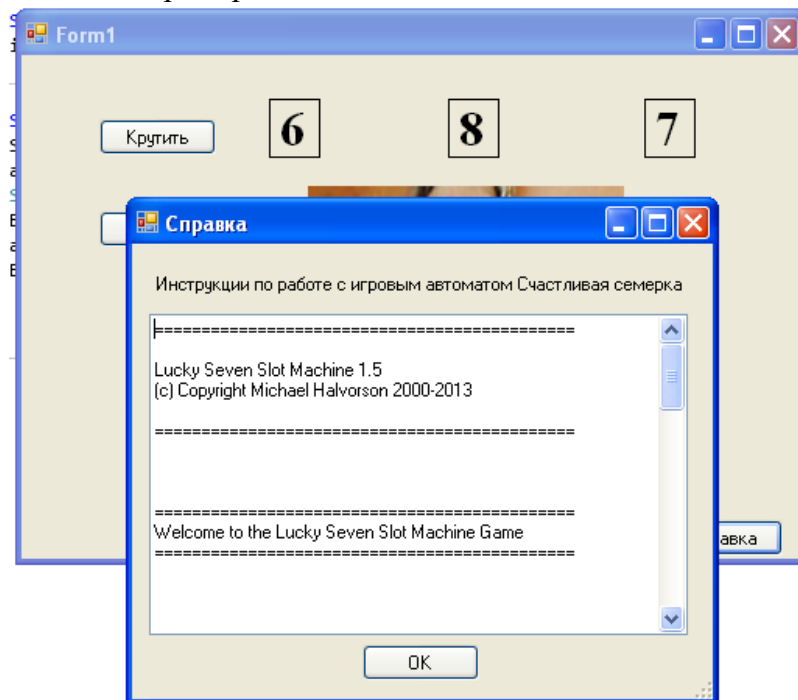 Form1
Крутить
6
8
7
Справка
Инструкции по работе с игровым автоматом Счастливая семерка
=============================================
Lucky Seven Slot Machine 1.5
(c) Copyright Michael Halvorson 2000-2013
=============================================
=============================================
Welcome to the Lucky Seven Slot Machine Game
=============================================
авка
OK